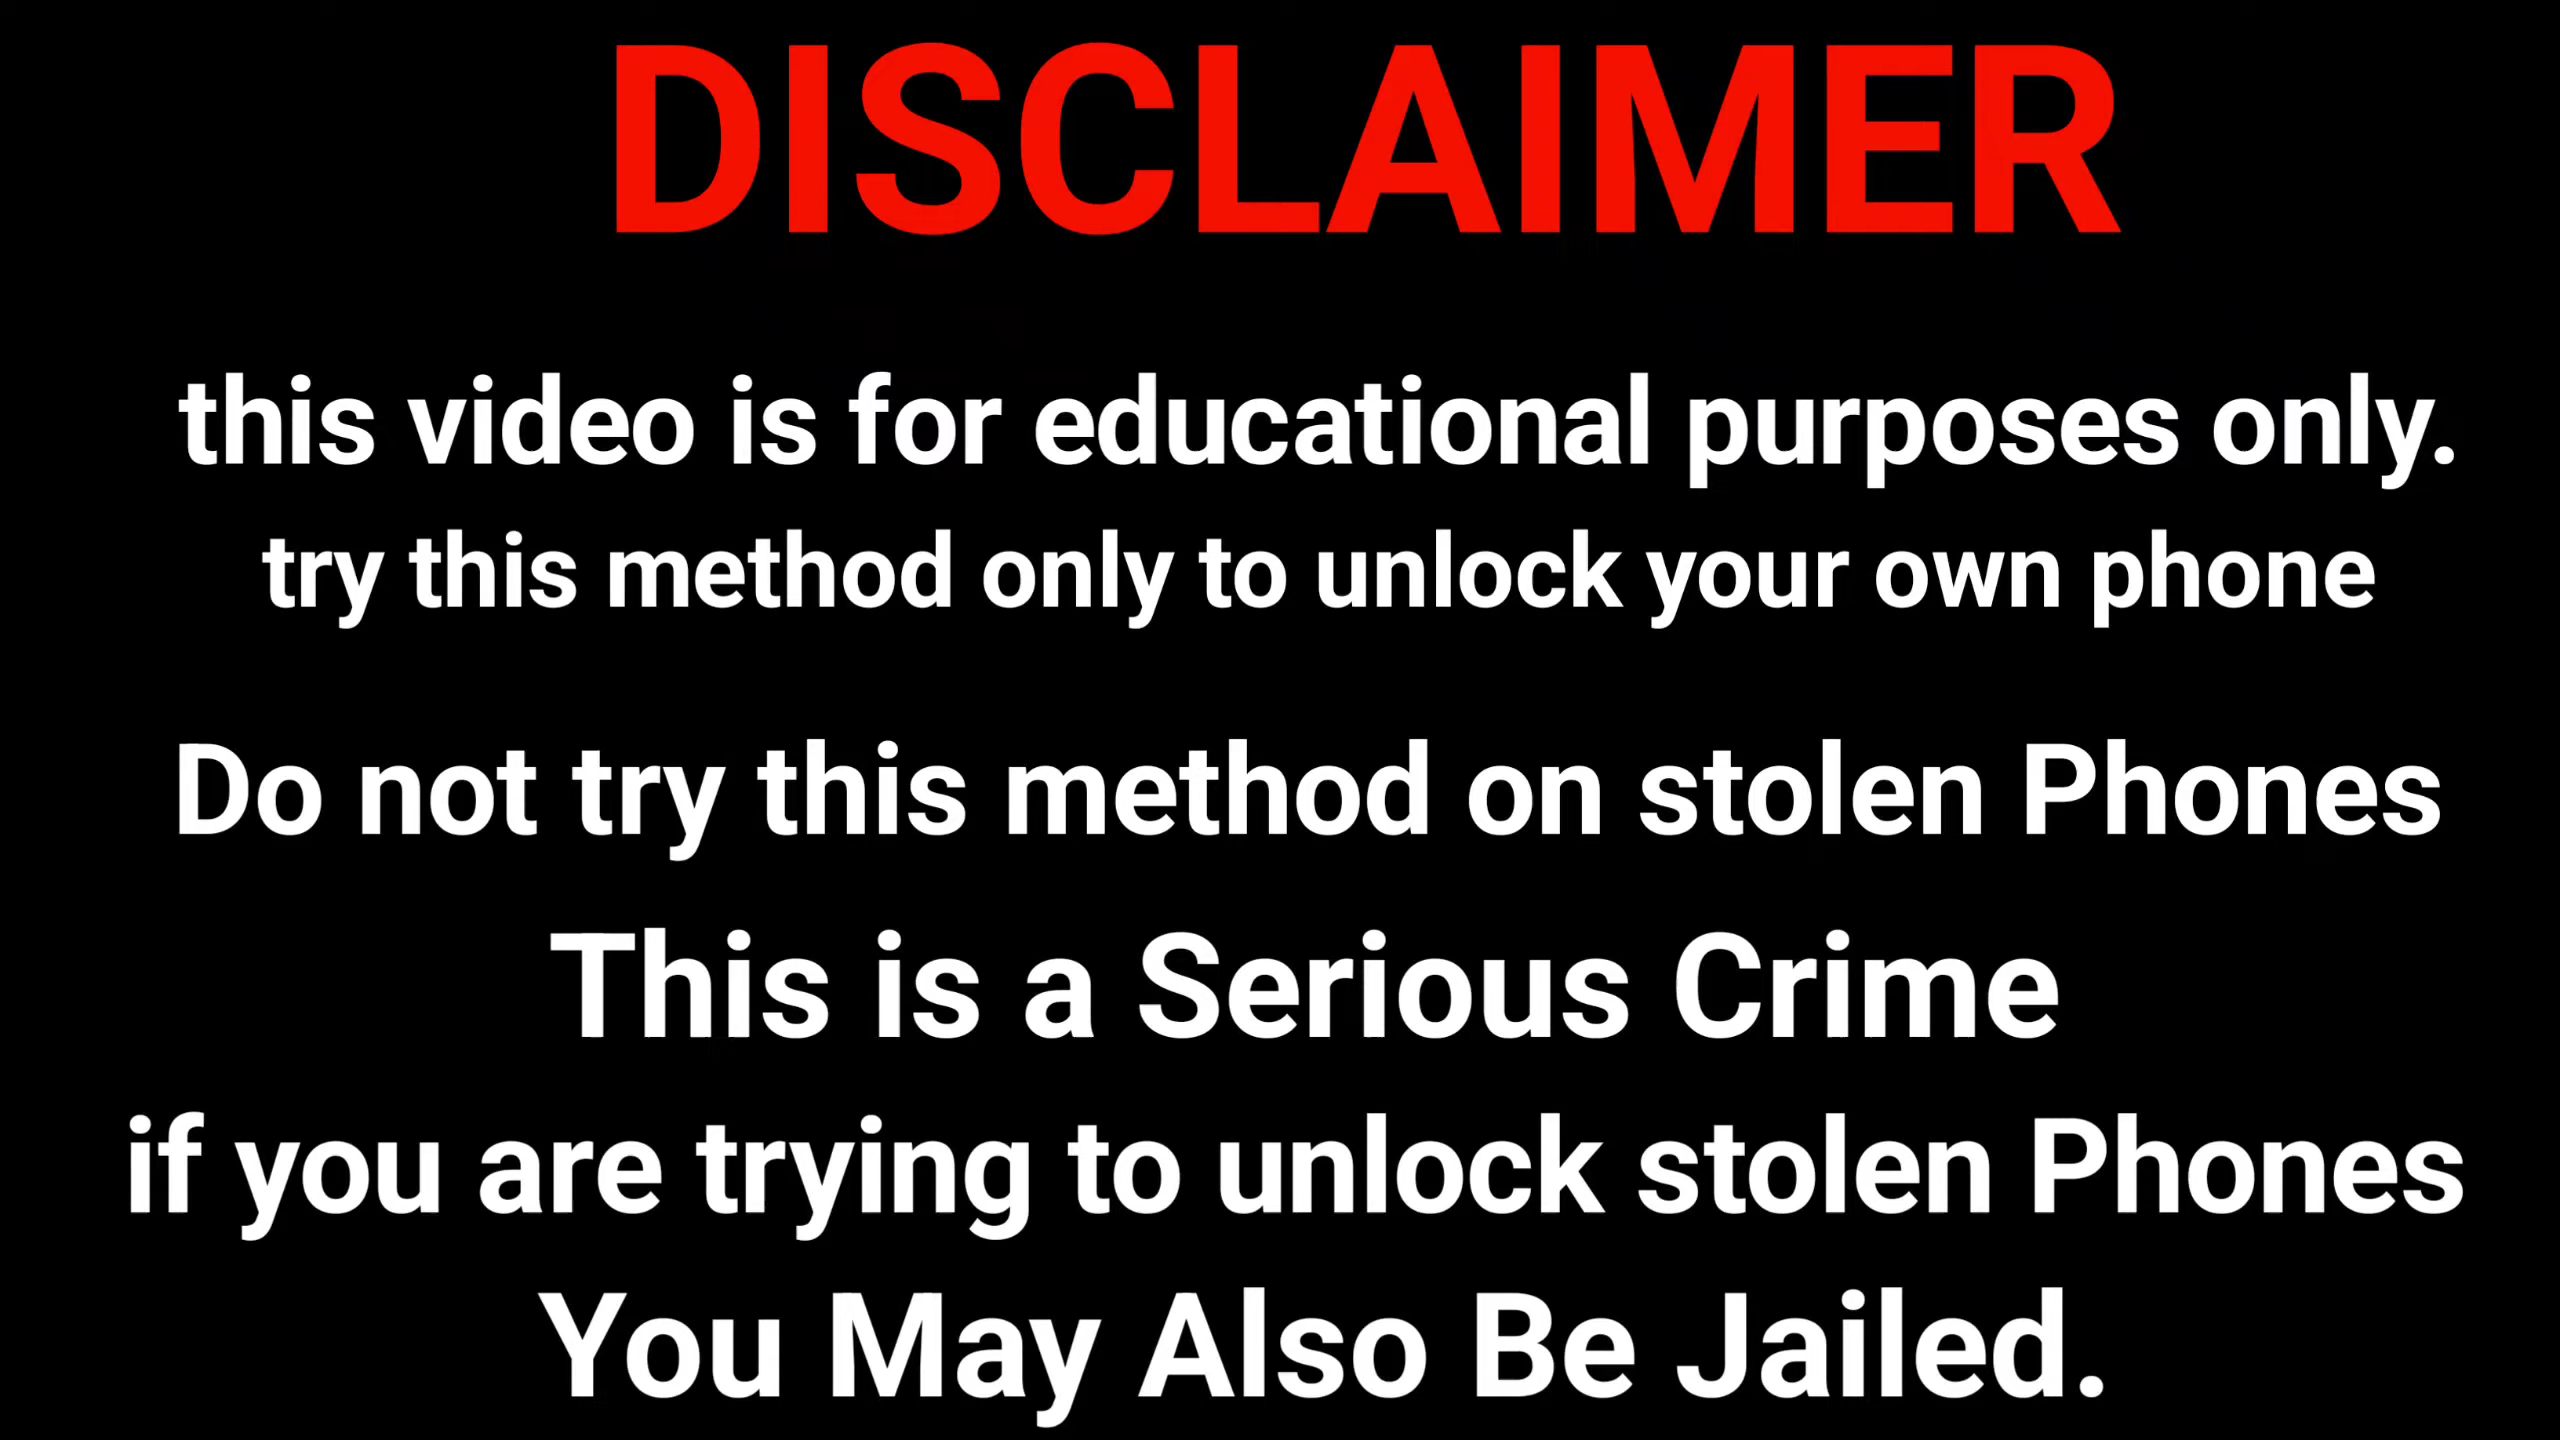 DISCLAIMER
this video is for educational purposes only.
try this method only to unlock your own phone
Do not try this method on stolen Phones
This is a Serious Crime
if you are trying to unlock stolen Phones
You May Also Be Jailed.